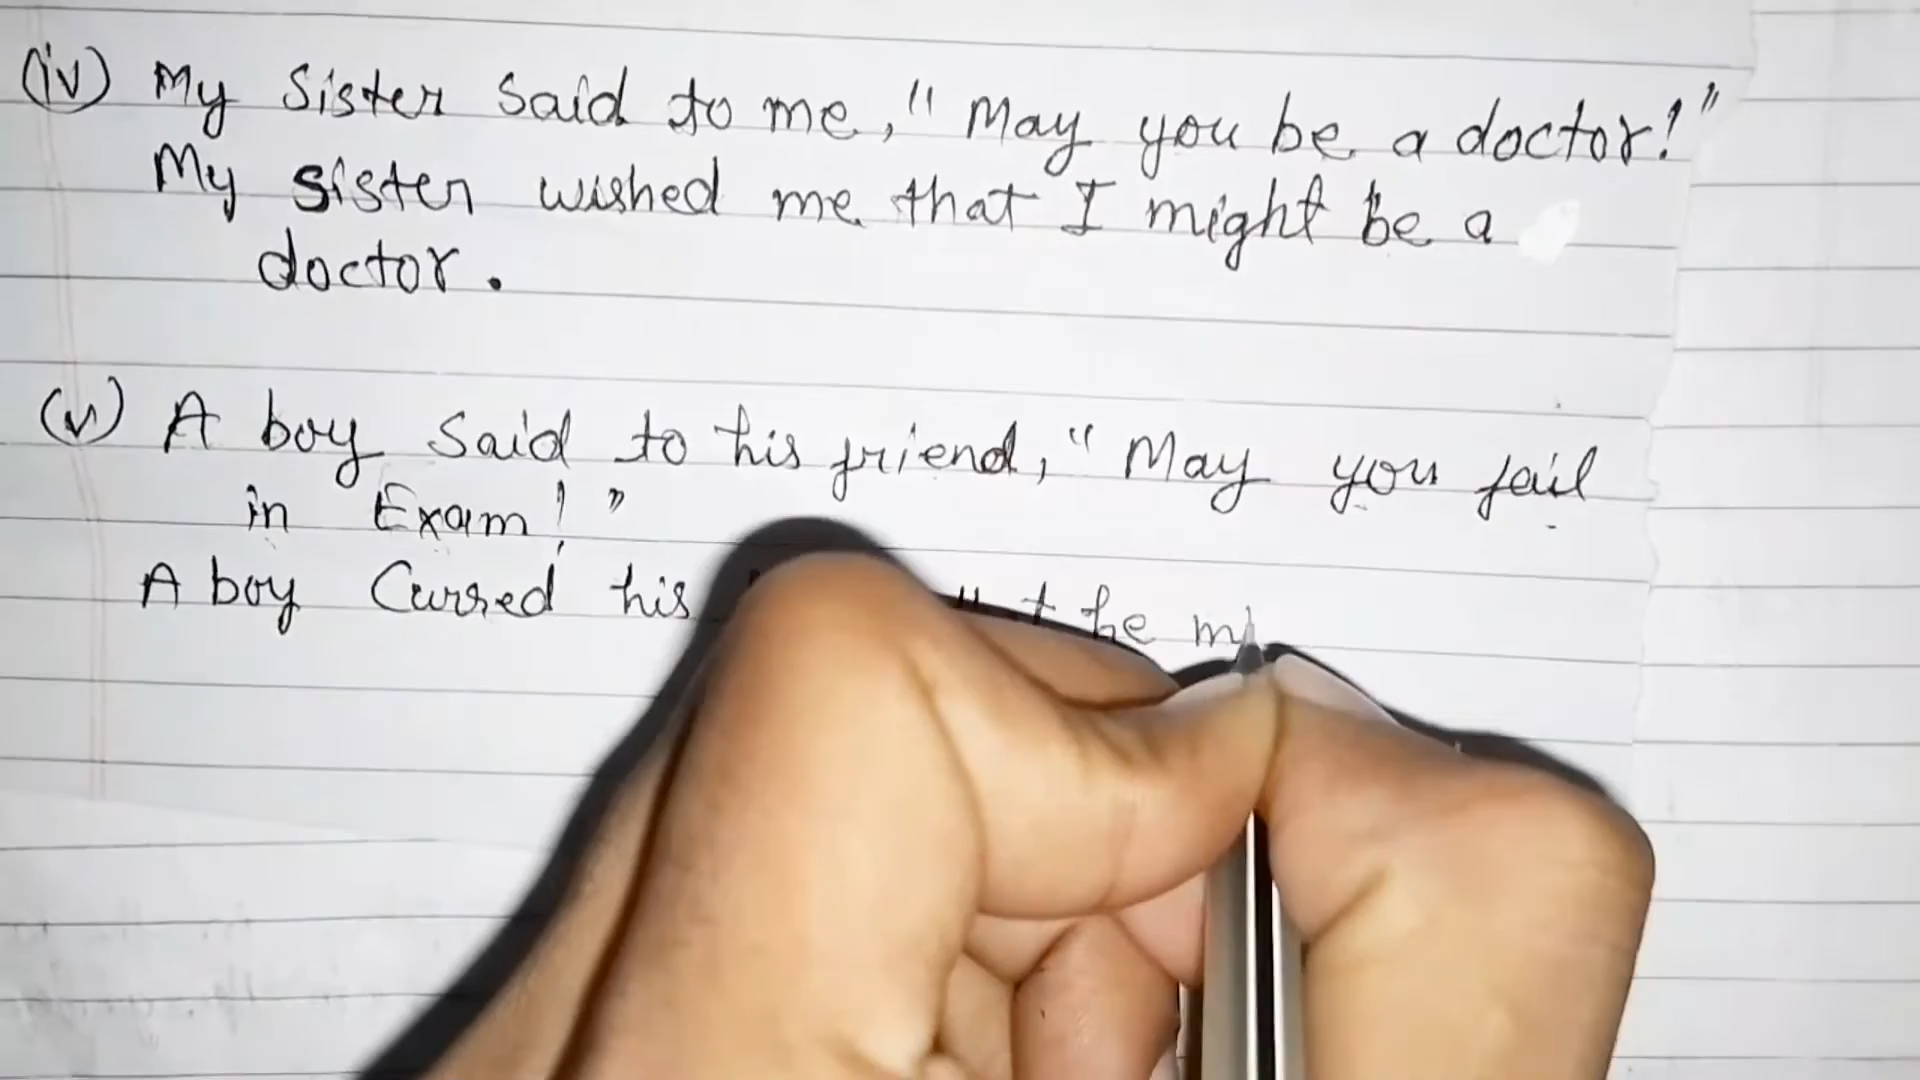 (iv) My Sister Said to me, " May you be a doctor!"
My sister wished me that I might be a
doctor.
(v) A boy Said to his friend, " May you fail
in Exam! "
A boy Cursed his he